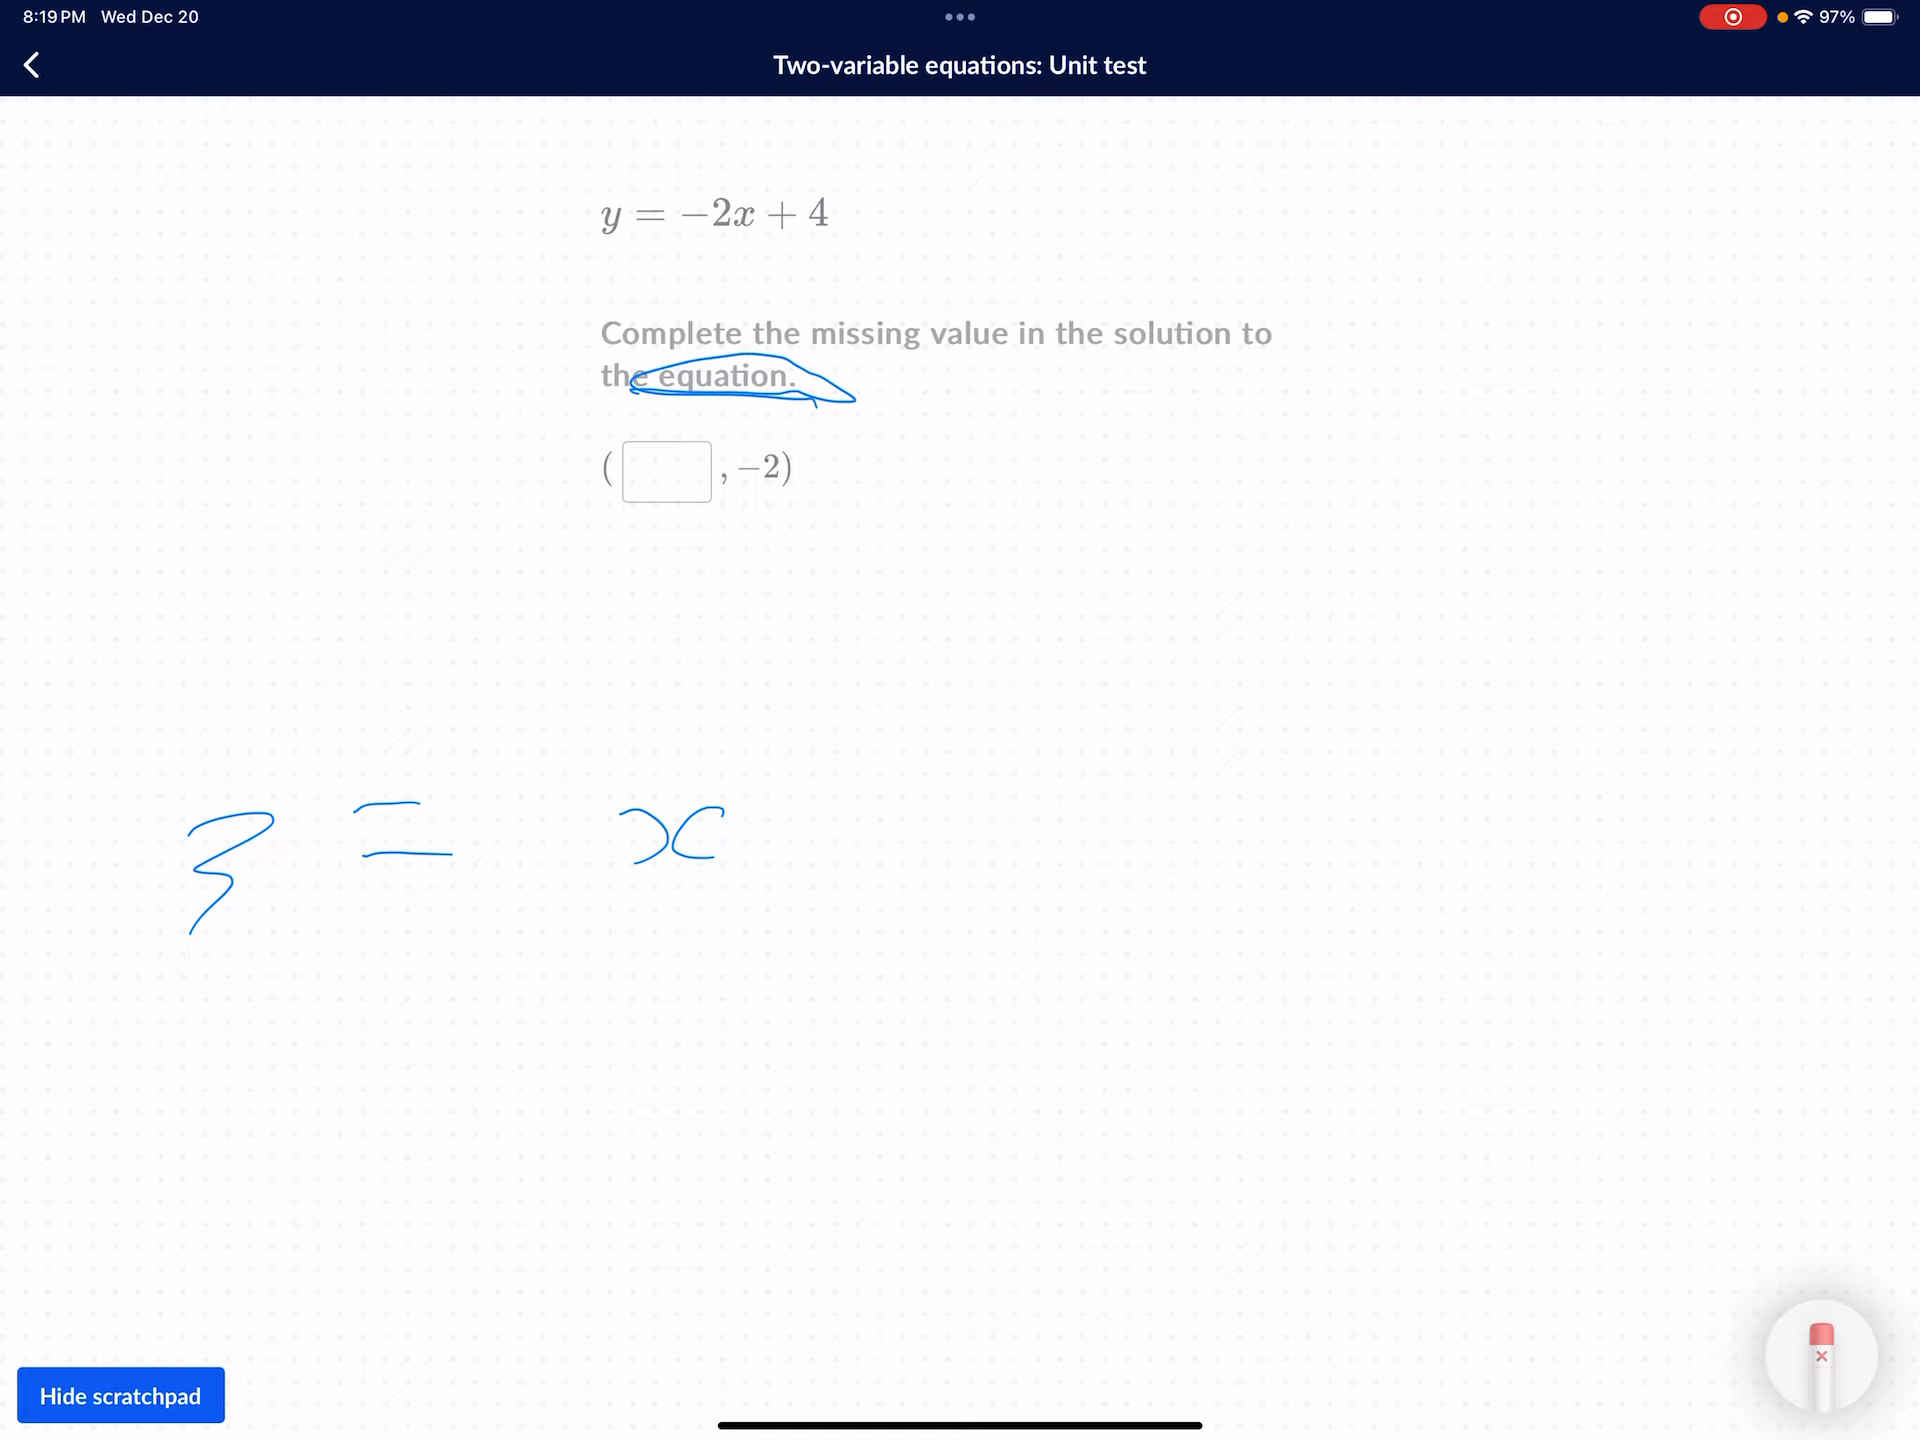 8:19 PM Wed Dec 20
97%
Two-variable equations: Unit test
y = −2x + 4
Complete the missing value in the solution to
the equation.
( , −2)
3 = x
Hide scratchpad